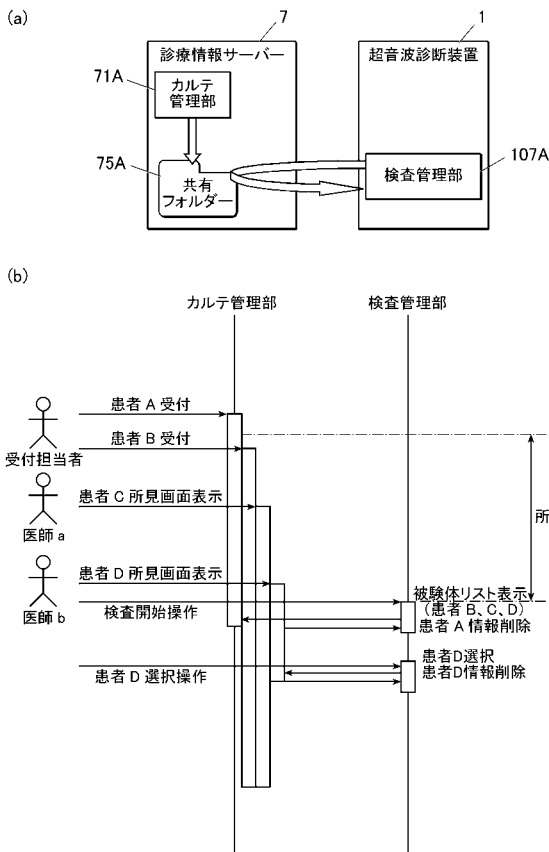 (a)
7
1
診療情報サーバー
超音波診断装置
71A
カルテ
管理部
75A
共有
フォルダー
107A
検査管理部
(b)
カルテ管理部
検査管理部
患者 A 受付
患者 B 受付
受付担当者
患者 C 所見画面表示
医師 a
所
患者 D 所見画面表示
医師 b
検査開始操作
被験体リスト表示
(患者 B、C、D)
患者 A 情報削除
患者 D 選択操作
患者D選択
患者D情報削除